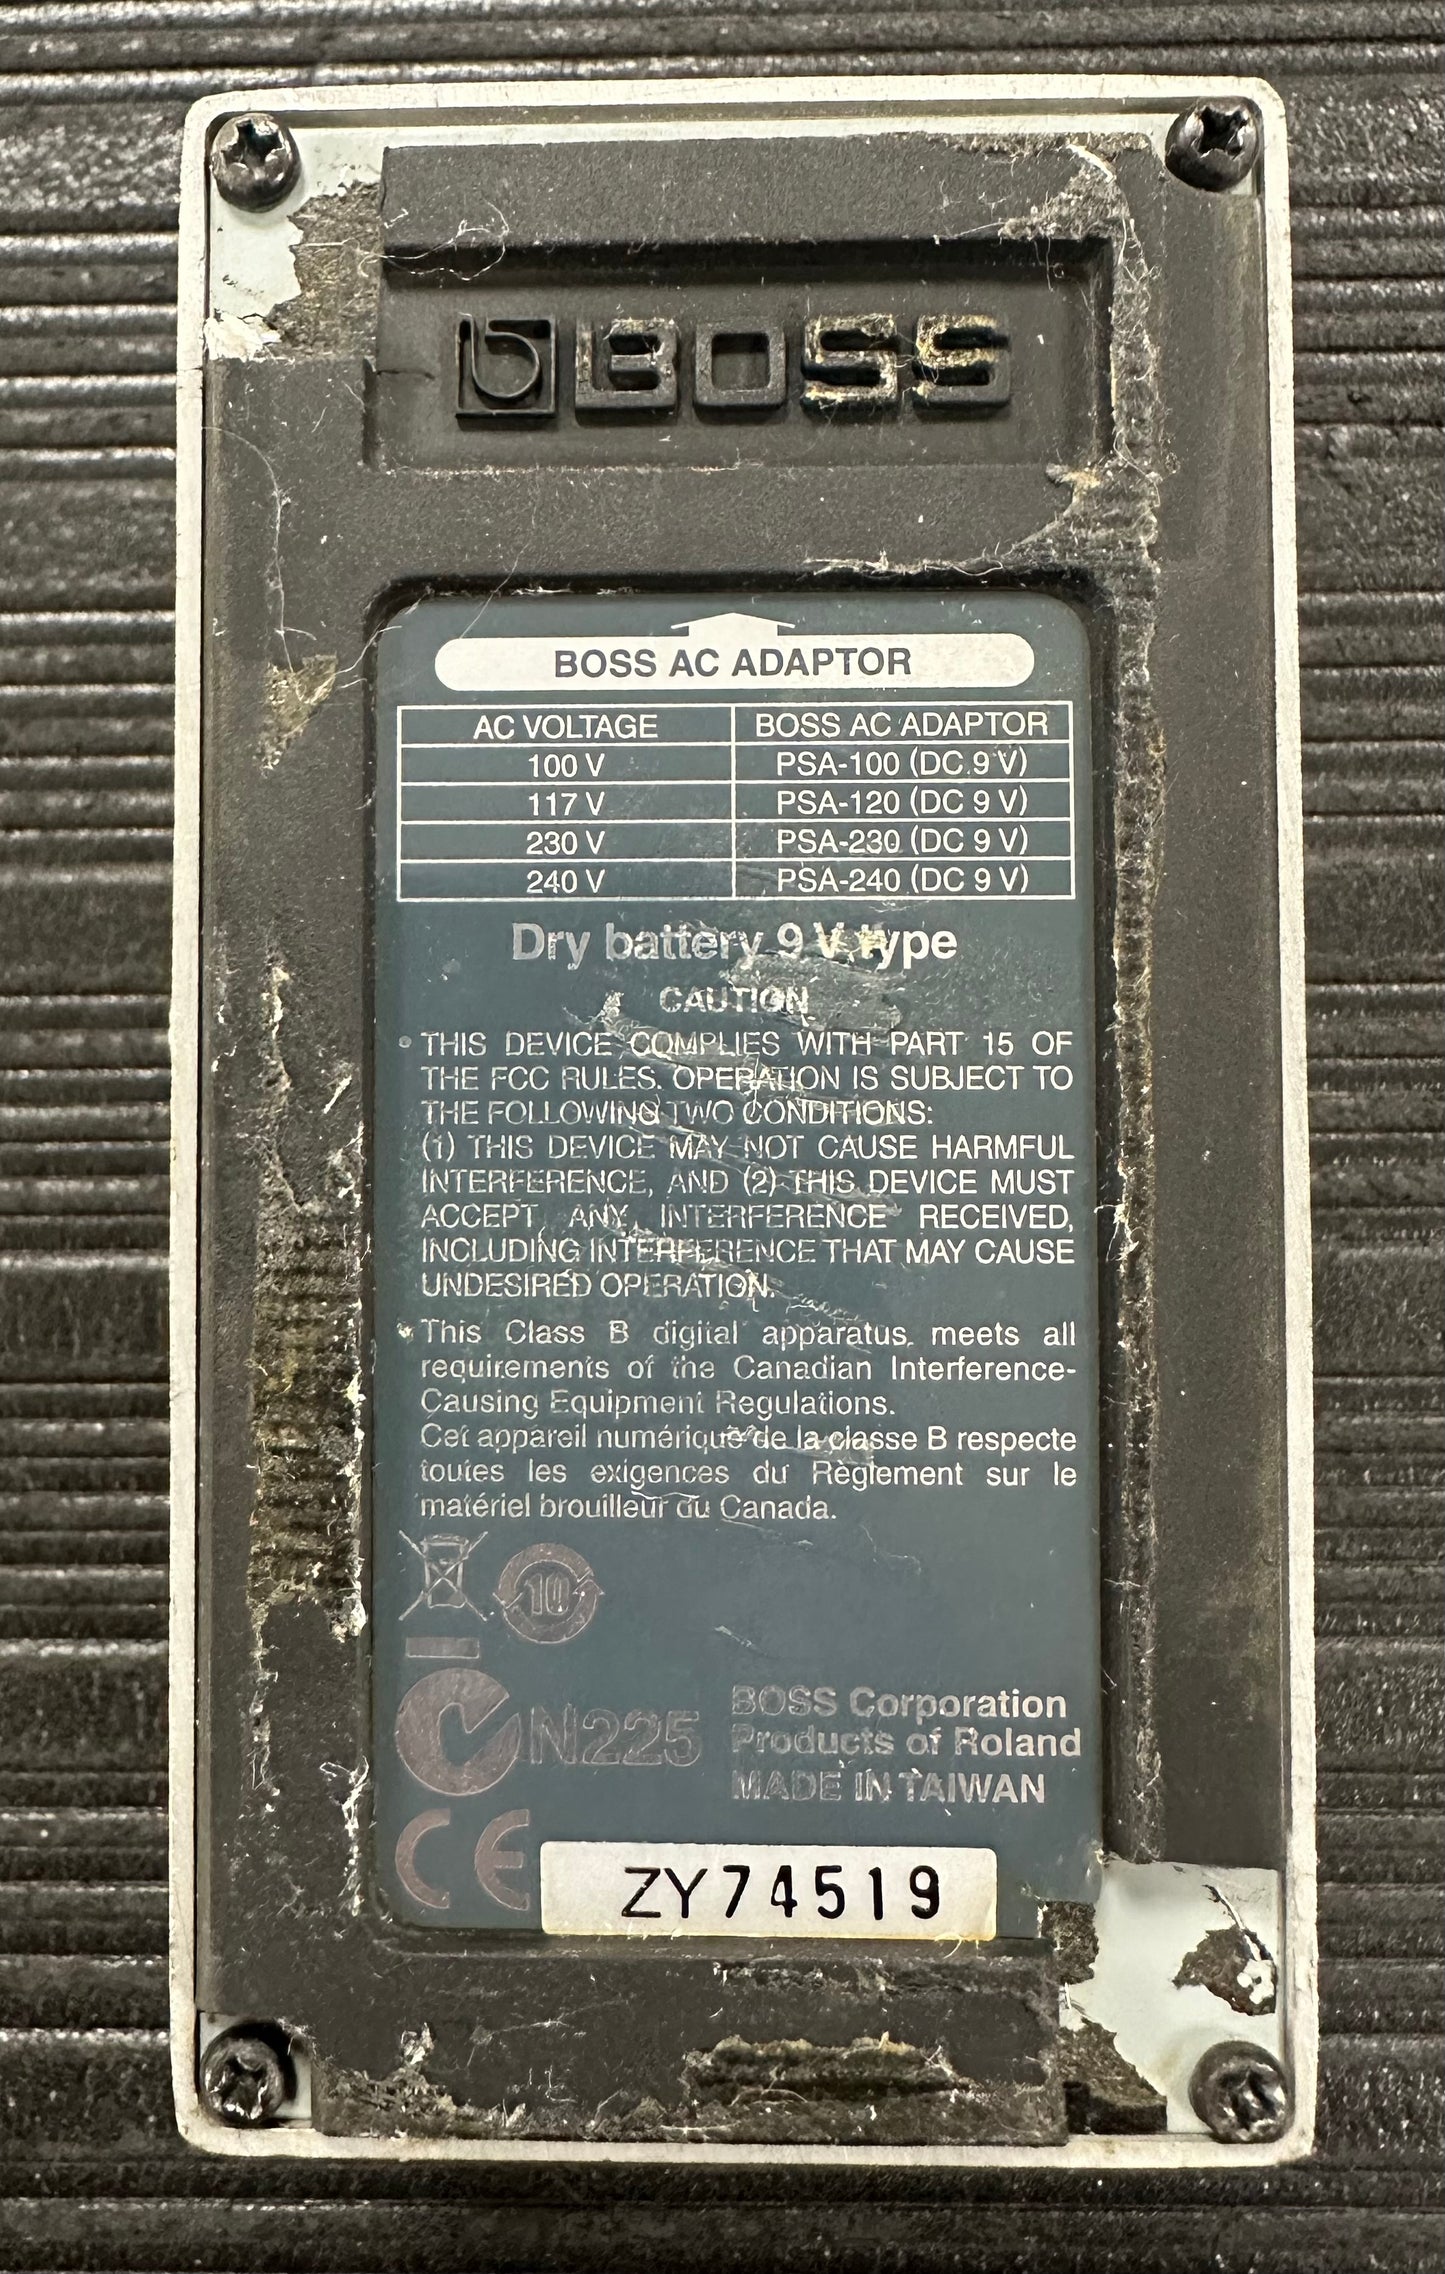 BOSS
BOSS AC ADAPTOR
AC VOLTAGE BOSS AC ADAPTOR
100 V PSA-100 (DC 9 V)
117 V PSA-120 (DC 9 V)
230 V PSA-230 (DC 9 V)
240 V PSA-240 (DC 9 V)
Dry battery 9 V type
CAUTION
• THIS DEVICE COMPLIES WITH PART 15 OF
THE FCC RULES. OPERATION IS SUBJECT TO
THE FOLLOWING TWO CONDITIONS:
(1) THIS DEVICE MAY NOT CAUSE HARMFUL
INTERFERENCE, AND (2) THIS DEVICE MUST
ACCEPT ANY INTERFERENCE RECEIVED,
INCLUDING INTERFERENCE THAT MAY CAUSE
UNDESIRED OPERATION.
• This Class B digital apparatus meets all
requirements of the Canadian Interference-
Causing Equipment Regulations.
Cet appareil numérique de la classe B respecte
toutes les exigences du Règlement sur le
matériel brouilleur du Canada.
10
N225
BOSS Corporation
Products of Roland
MADE IN TAIWAN
CE
ZY74519